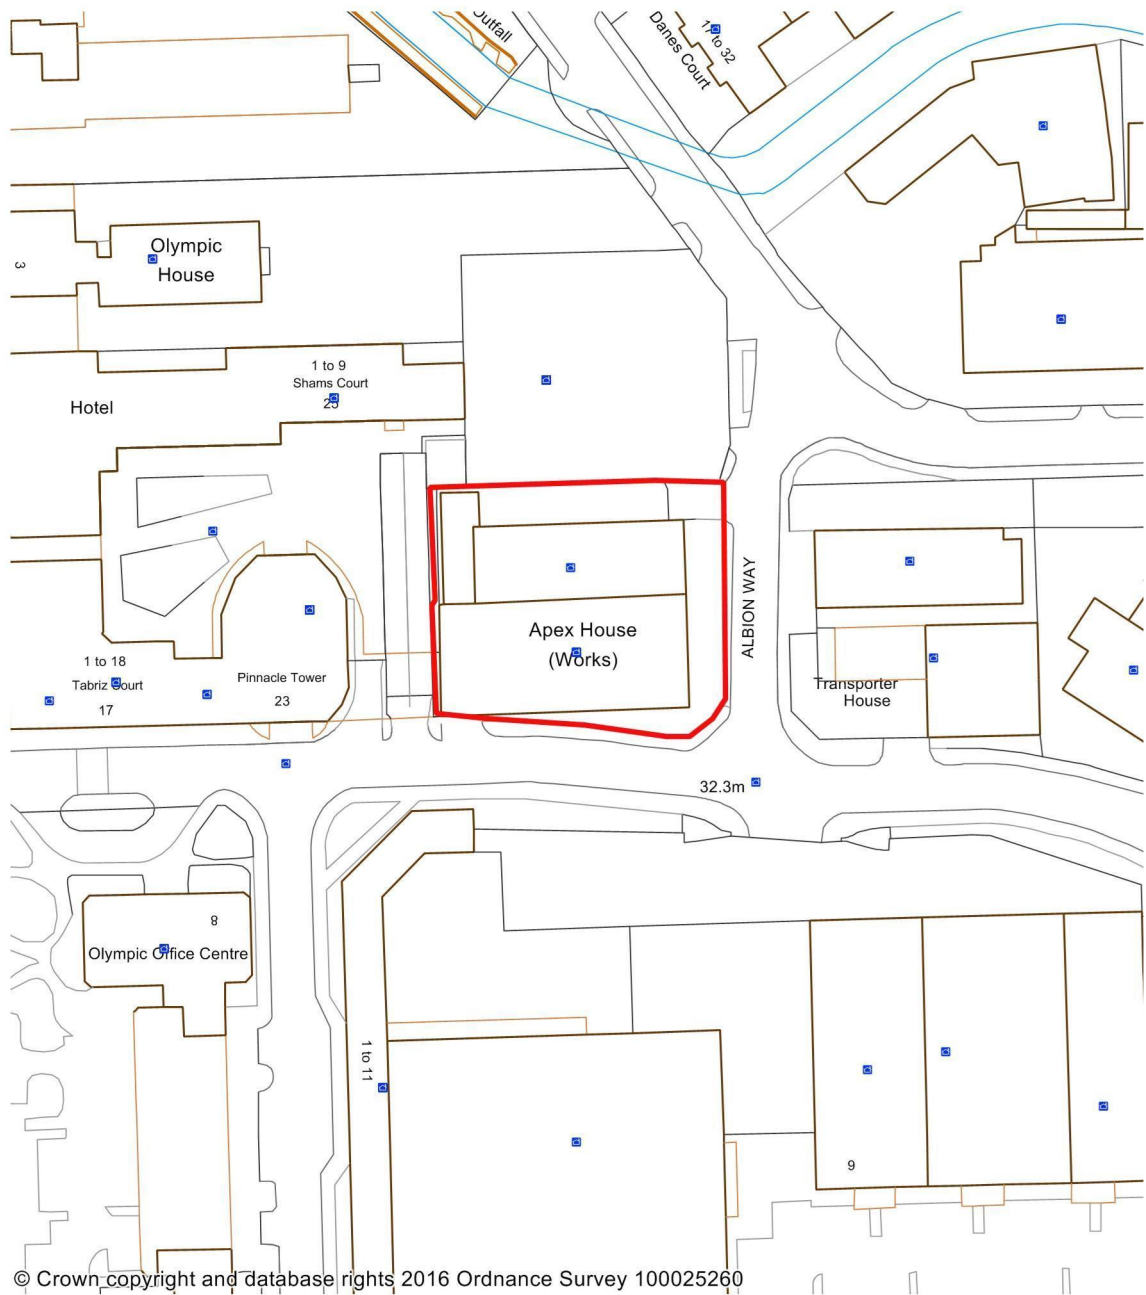 Outfall
17 to 32
Danes Court
Olympic
House
3
1 to 9
Shams Court
25
Hotel
Apex House
(Works)
ALBION WAY
1 to 18
Tabriz Court
17
Pinnacle Tower
23
Transporter
House
32.3m
8
Olympic Office Centre
1 to 11
9
© Crown copyright and database rights 2016 Ordnance Survey 100025260